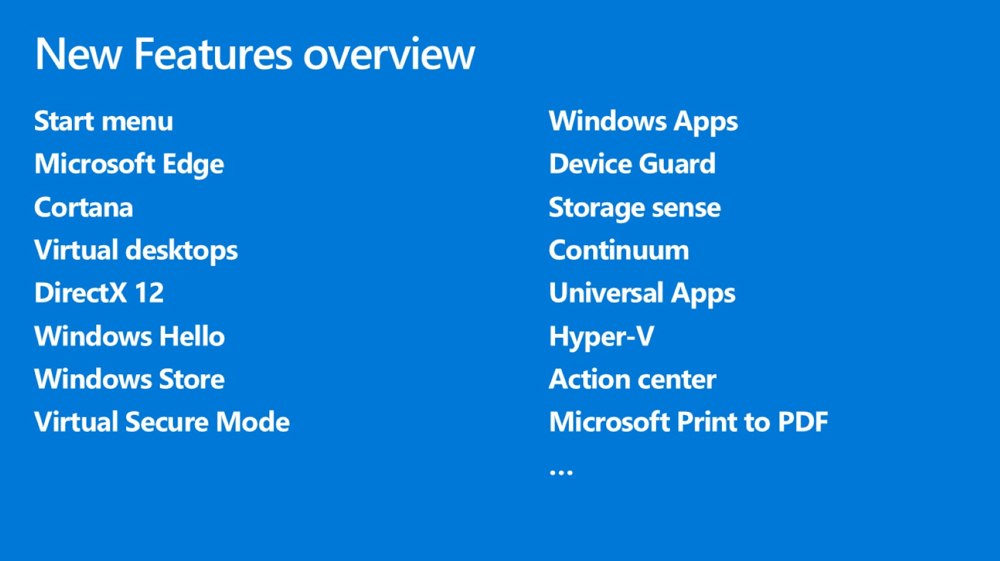 New Features overview
Start menu
Microsoft Edge
Cortana
Virtual desktops
DirectX 12
Windows Hello
Windows Store
Virtual Secure Mode
Windows Apps
Device Guard
Storage sense
Continuum
Universal Apps
Hyper-V
Action center
Microsoft Print to PDF
...